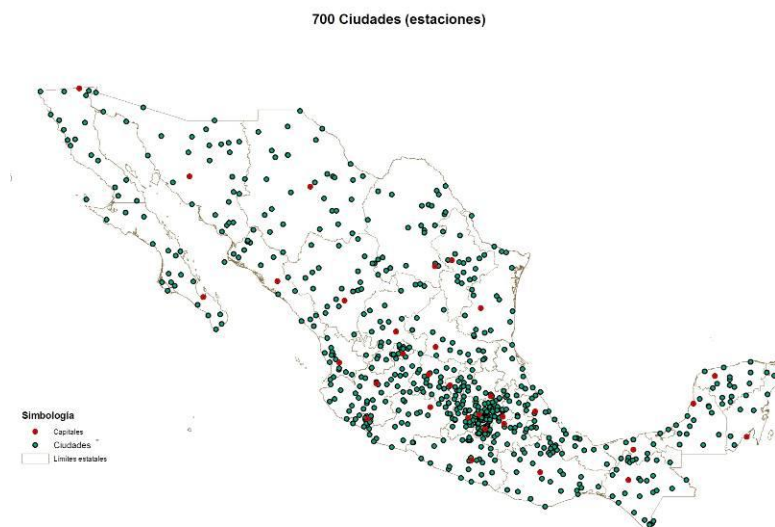 700 Ciudades (estaciones)
Simbología
Capitales
Ciudades
Límites estatales